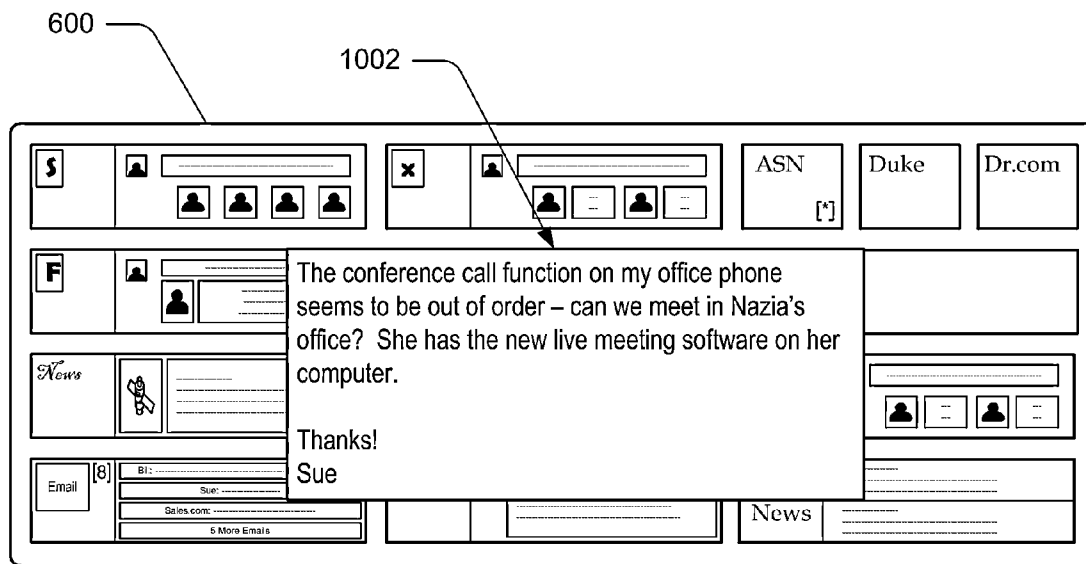 600
1002
$
x
ASN
[*]
Duke
Dr.com
F
The conference call function on my office phone
seems to be out of order – can we meet in Nazia's
office? She has the new live meeting software on her
computer.
Thanks!
Sue
News
Email
[8]
Sue:
Sales.com:
5 More Emails
News